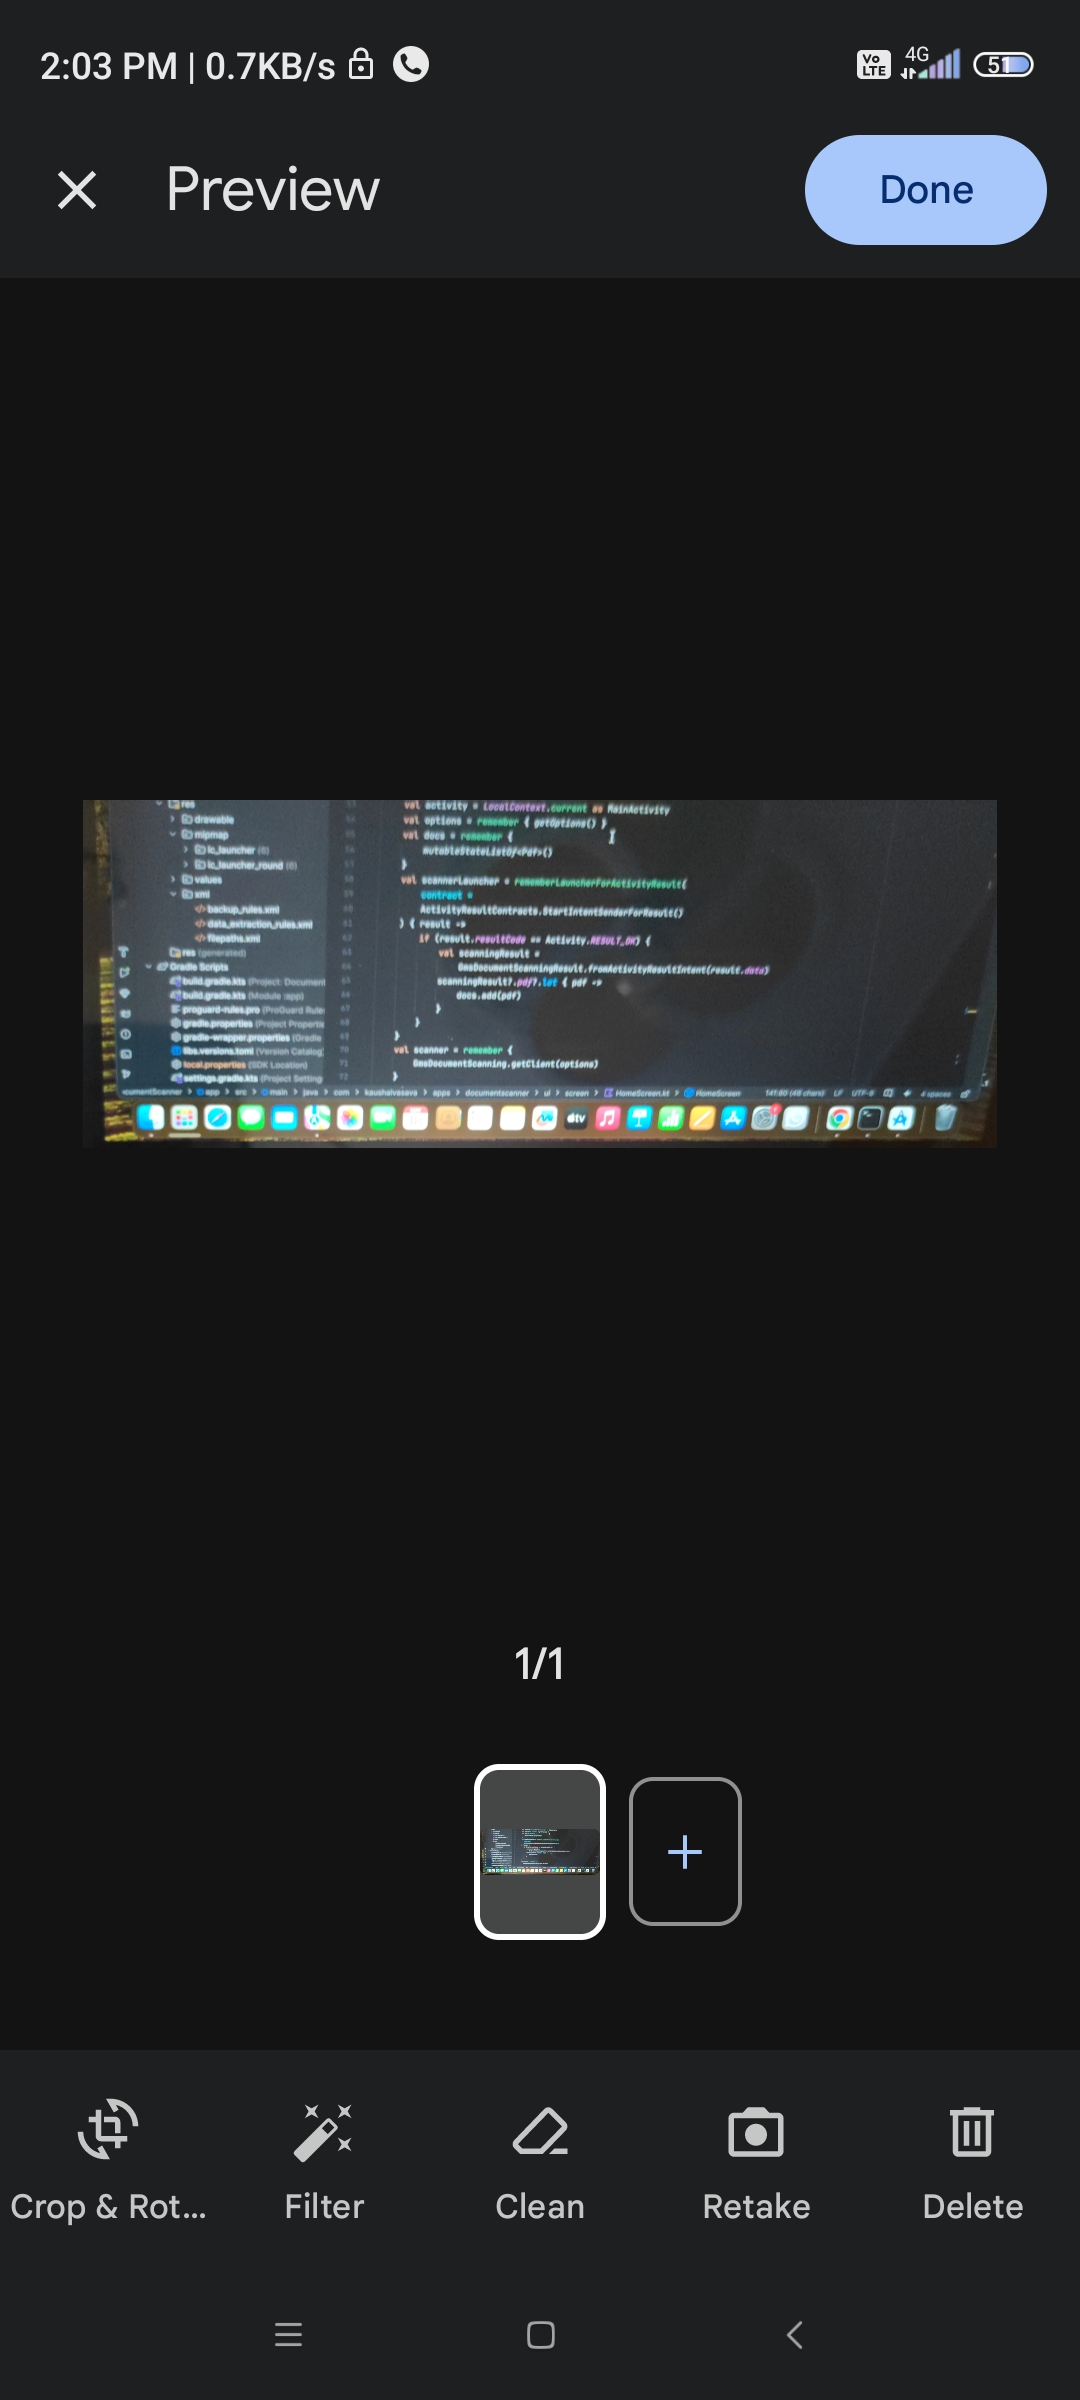 2:03 PM | 0.7KB/s
Vo LTE 4G 51
Preview
Done
res
drawable
mipmap
ic_launcher (6)
ic_launcher_round (6)
values
xml
backup_rules.xml
data_extraction_rules.xml
filepaths.xml
res (generated)
Gradle Scripts
build.gradle.kts (Project: Document
build.gradle.kts (Module :app)
proguard-rules.pro (ProGuard Rule
gradle.properties (Project Properti
gradle-wrapper.properties (Gradle
libs.versions.toml (Version Catalog)
local.properties (SDK Location)
settings.gradle.kts (Project Setting
val activity = LocalContext.current as MainActivity
val options = remember { getOptions() }
val docs = remember {
mutableStateListOf<Pdf>()
}
val scannerLauncher = rememberLauncherForActivityResult(
contract =
ActivityResultContracts.StartIntentSenderForResult()
) { result ->
if (result.resultCode == Activity.RESULT_OK) {
val scanningResult =
GmsDocumentScanningResult.fromActivityResultIntent(result.data)
scanningResult?.pdf?.let { pdf ->
docs.add(pdf)
}
}
}
val scanner = remember {
GmsDocumentScanning.getClient(options)
}
cumentScanner > app > src > main > java > com > kaushalvasava > apps > documentscanner > ui > screen > HomeScreen.kt > HomeScreen
LF UTF-8 4 spaces
tv
1/1
Crop & Rot...
Filter
Clean
Retake
Delete